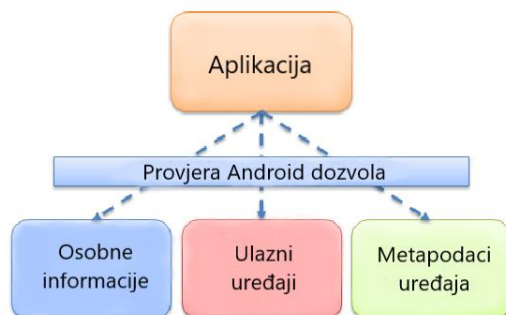 Aplikacija
Provjera Android dozvola
Osobne
informacije
Ulazni
uređaji
Metapodaci
uređaja